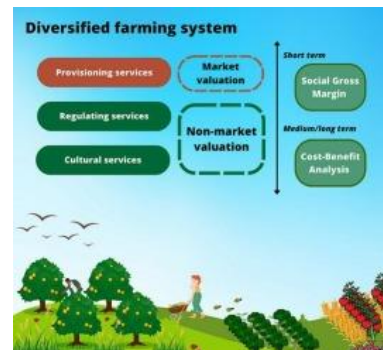 Diversified farming system
Provisioning services
Market
valuation
Short term
Social Gross
Margin
Regulating services
Non-market
valuation
Medium/long term
Cultural services
Cost-Benefit
Analysis